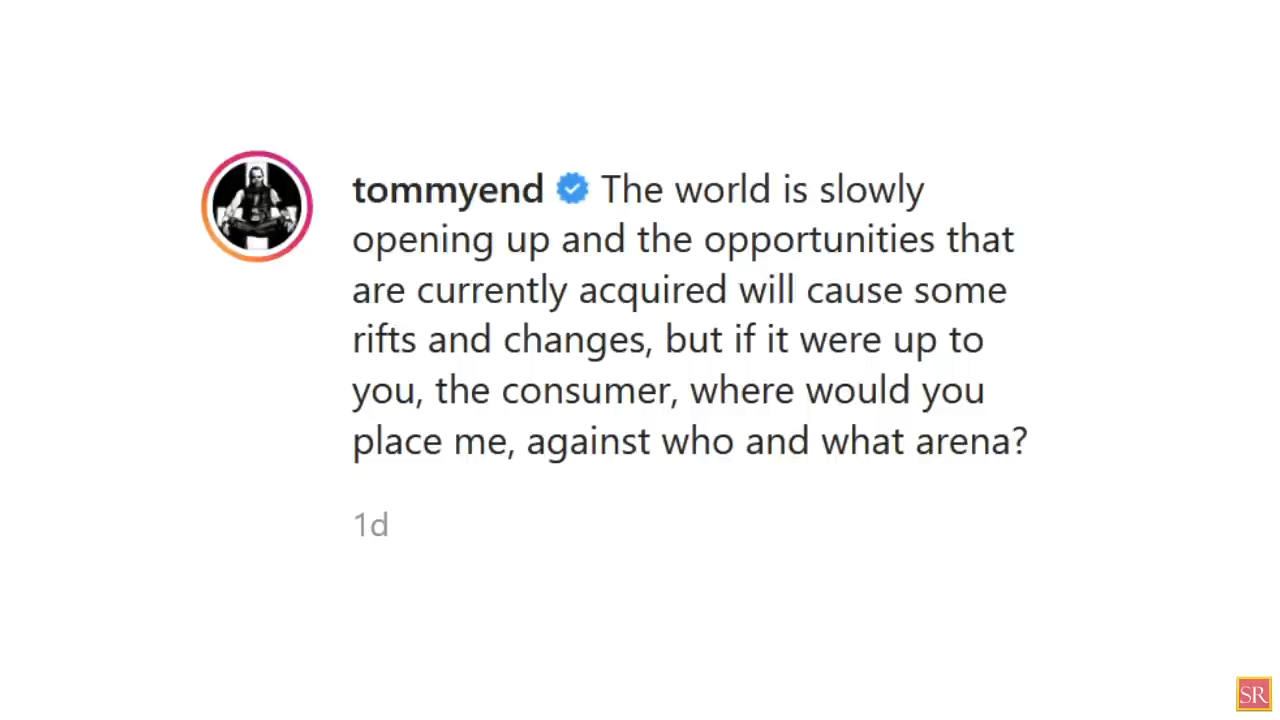 tommyend The world is slowly
opening up and the opportunities that
are currently acquired will cause some
rifts and changes, but if it were up to
you, the consumer, where would you
place me, against who and what arena?
1d
SR